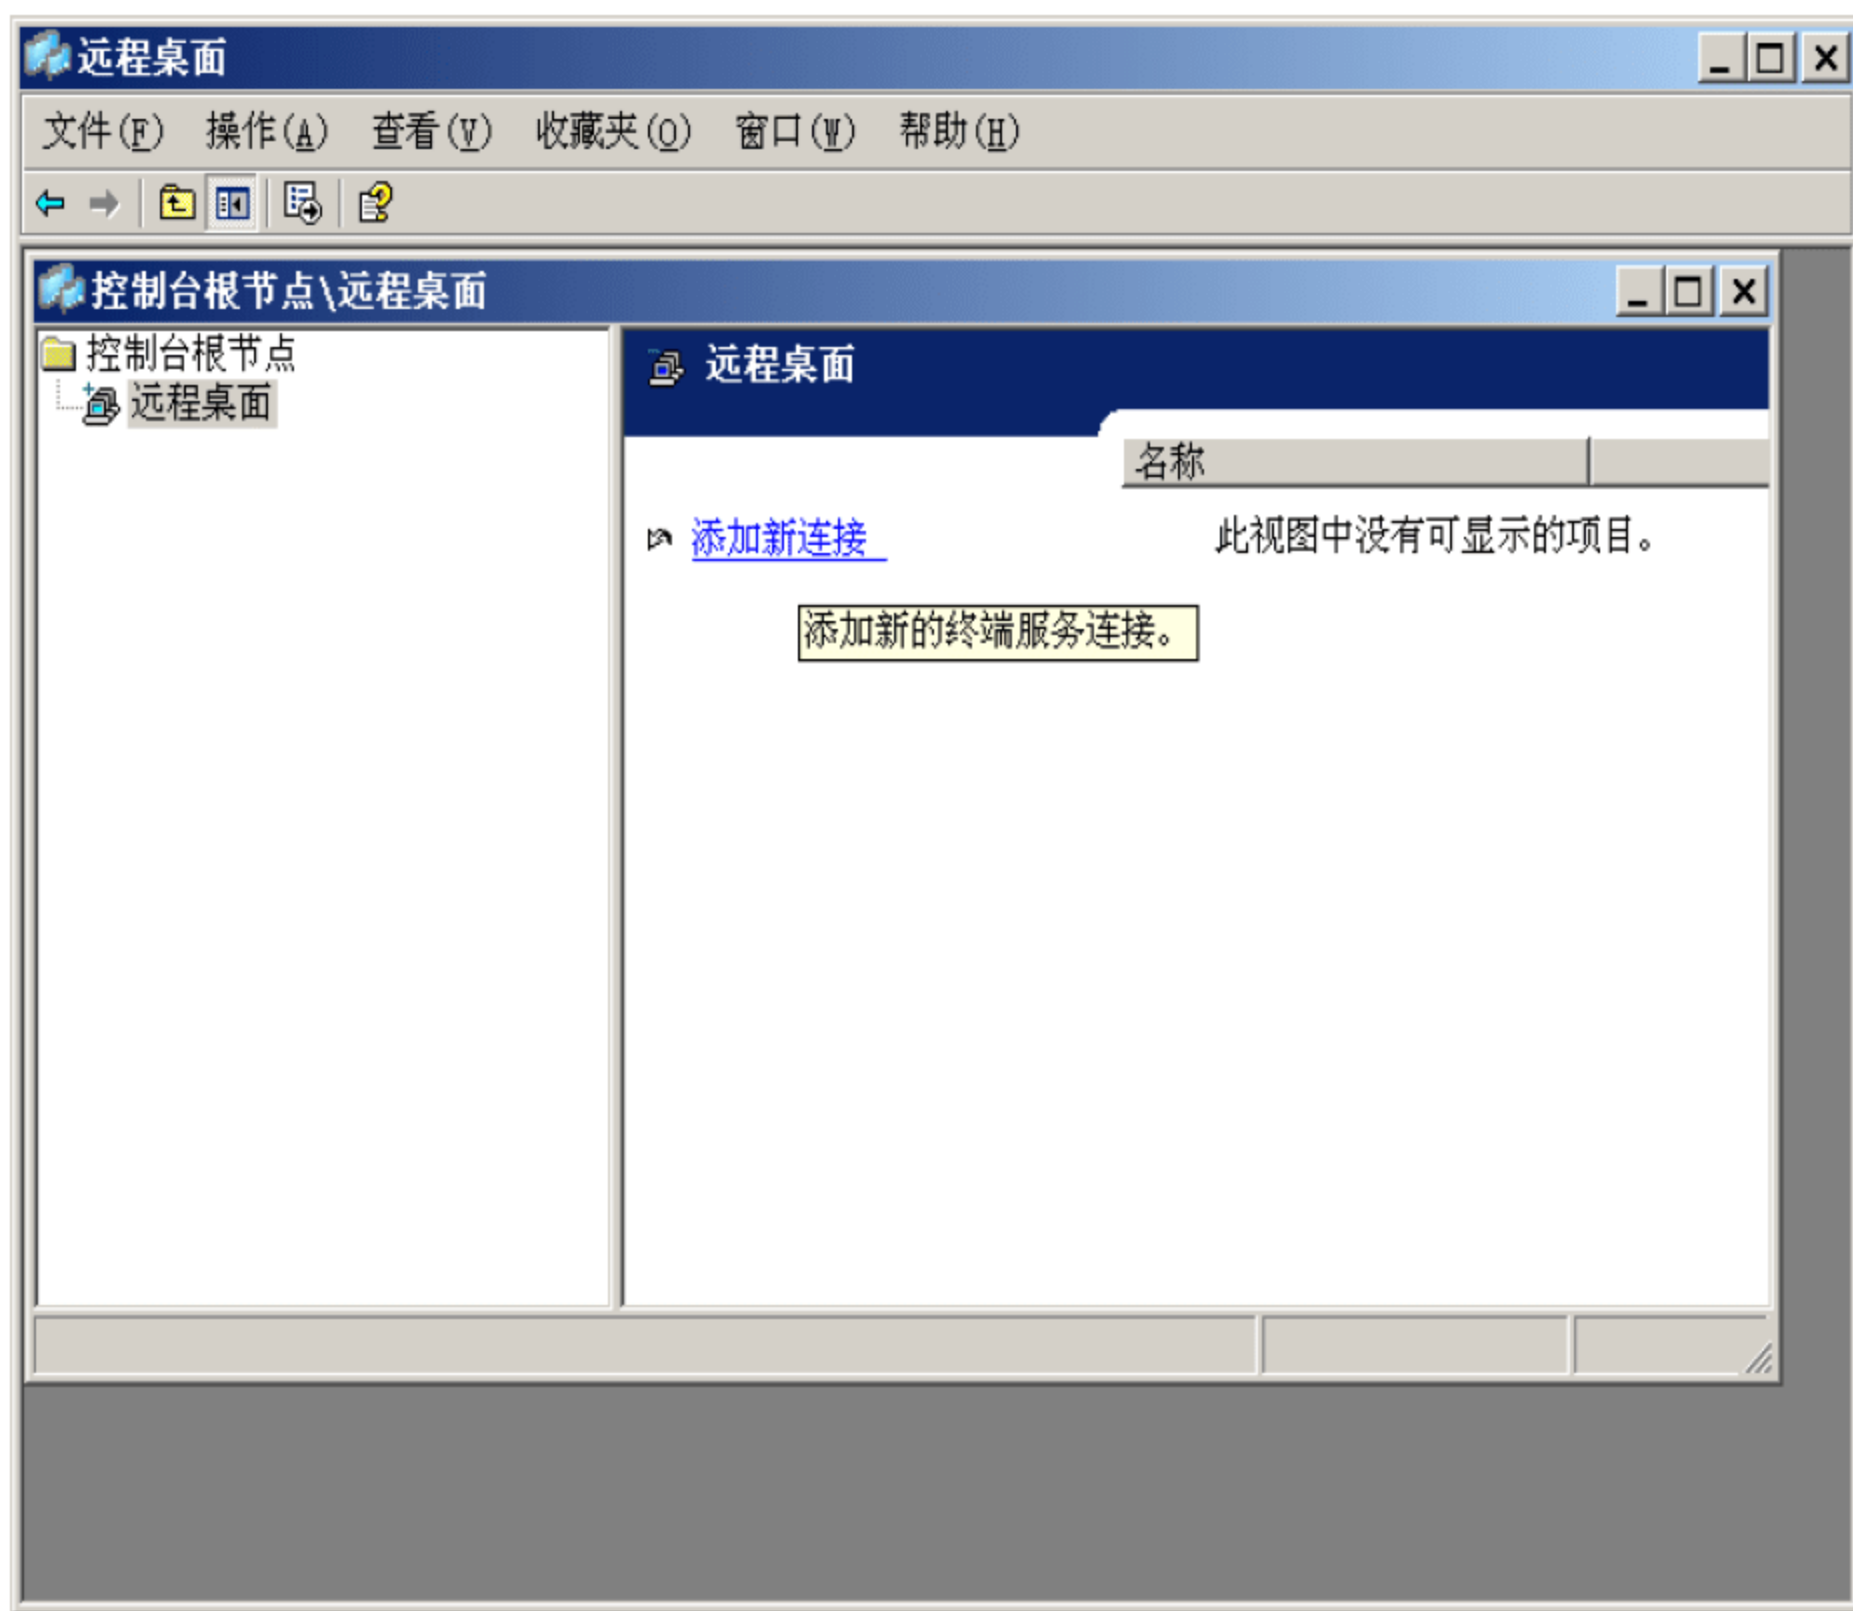 远程桌面
文件(F) 操作(A) 查看(V) 收藏夹(O) 窗口(W) 帮助(H)
控制台根节点\远程桌面
控制台根节点
远程桌面
远程桌面
名称
添加新连接
此视图中没有可显示的项目。
添加新的终端服务连接。